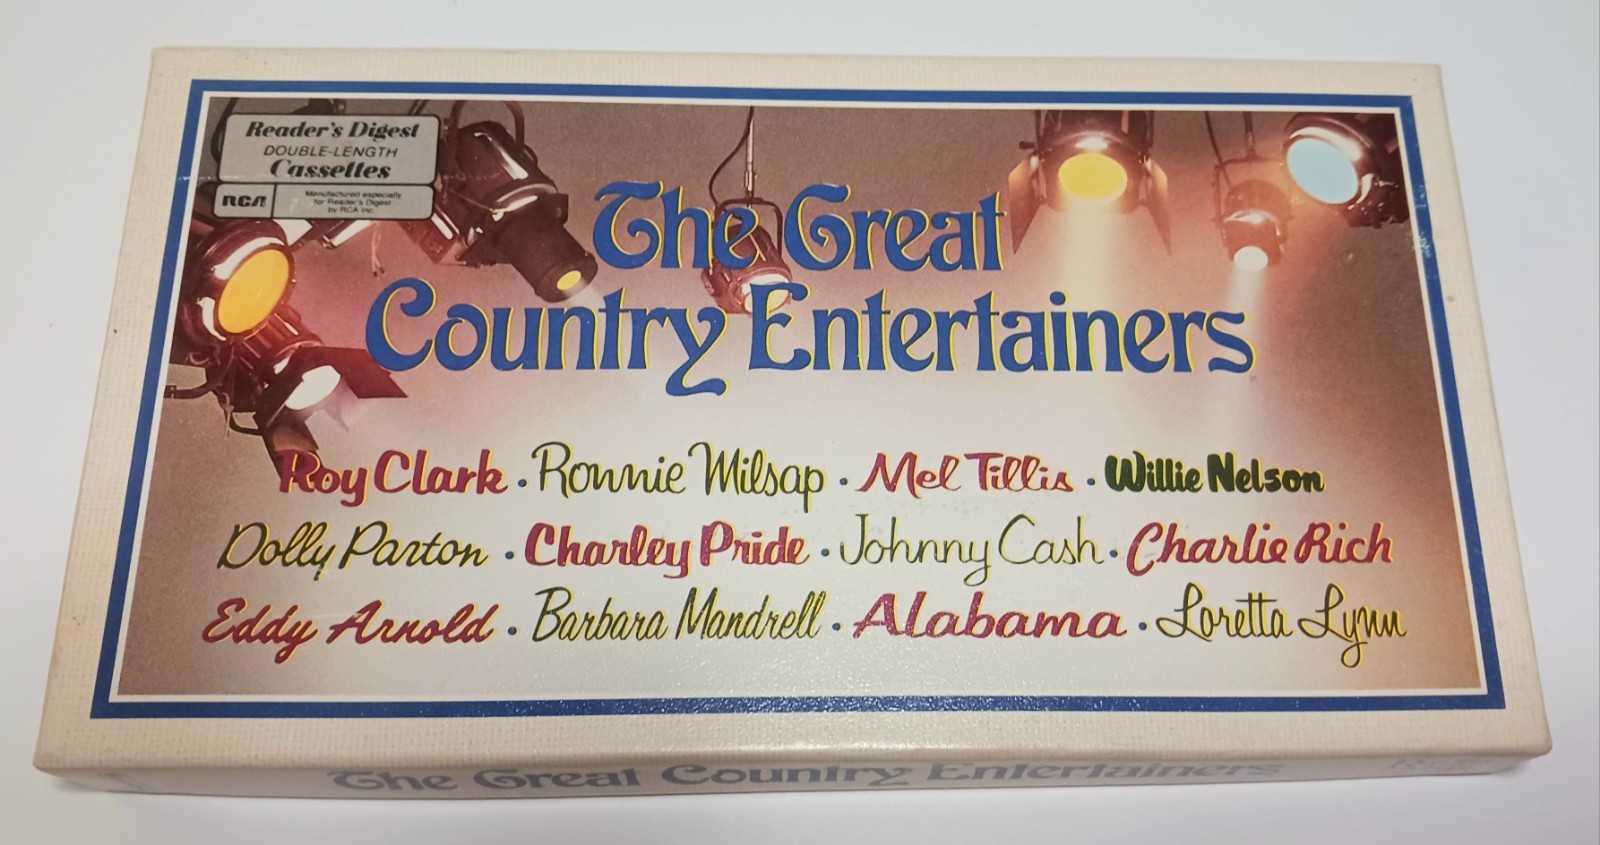 Reader's Digest
DOUBLE-LENGTH
Cassettes
RCA
Manufactured especially
for Reader's Digest
by RCA Inc.
The Great
Country Entertainers
Roy Clark · Ronnie Milsap · Mel Tillis · Willie Nelson
Dolly Parton · Charley Pride · Johnny Cash · Charlie Rich
Eddy Arnold · Barbara Mandrell · Alabama · Loretta Lynn
The Great Country Entertainers